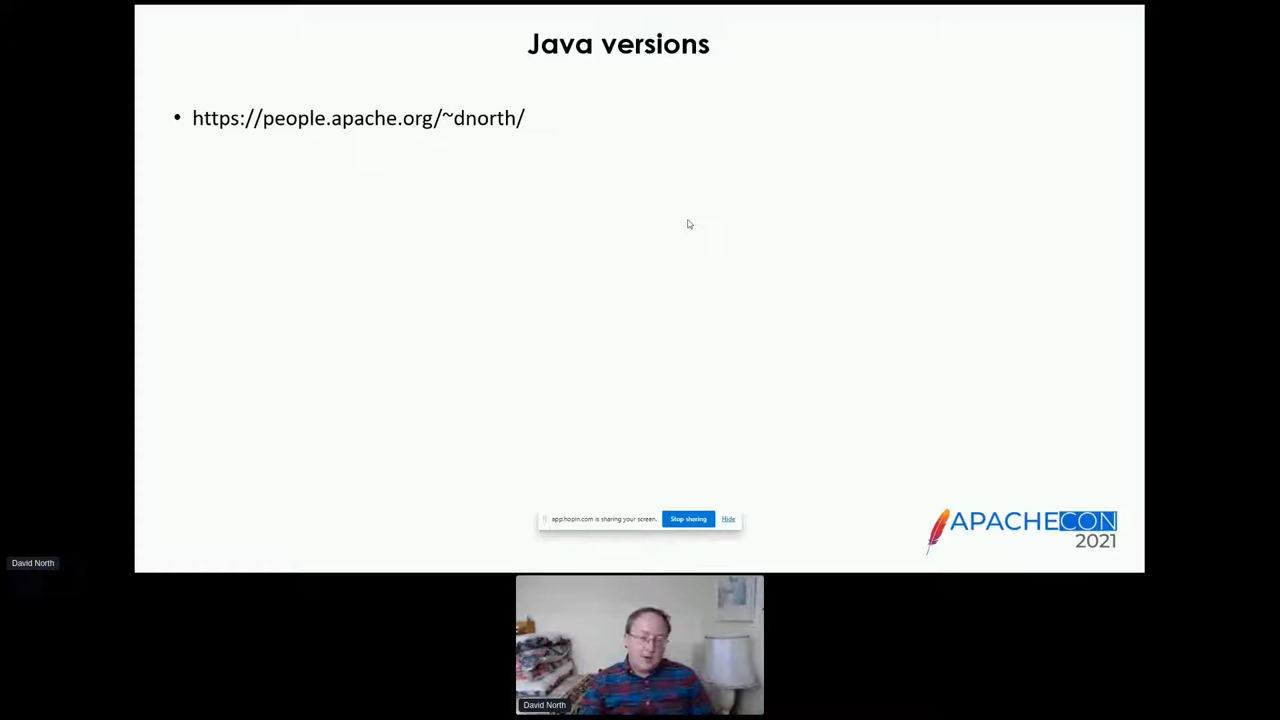 Java versions
• https://people.apache.org/~dnorth/
app.hopin.com is sharing your screen. Stop sharing Hide
APACHECON
2021
David North
David North